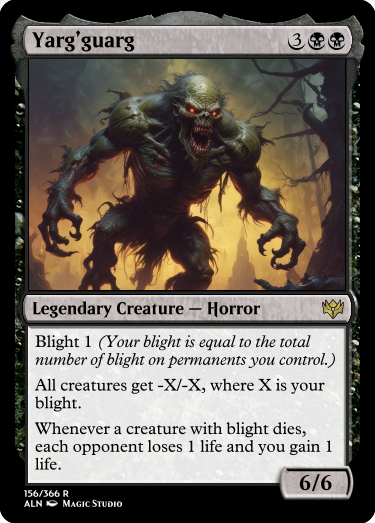 Yarg'guarg 3
Legendary Creature — Horror
Blight 1 (Your blight is equal to the total
number of blight on permanents you control.)
All creatures get -X/-X, where X is your
blight.
Whenever a creature with blight dies,
each opponent loses 1 life and you gain 1
life.
6/6
156/366 R
ALN Magic Studio